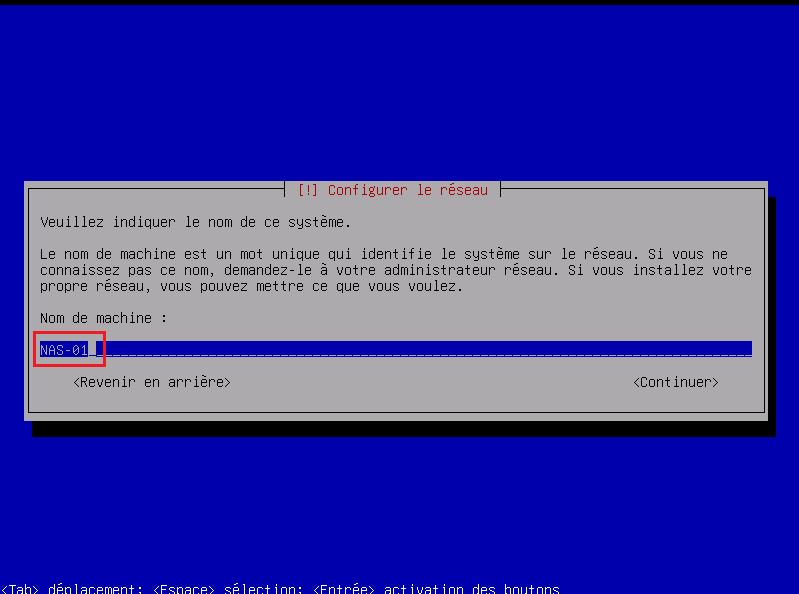 [!] Configurer le réseau
Veuillez indiquer le nom de ce système.
Le nom de machine est un mot unique qui identifie le système sur le réseau. Si vous ne
connaissez pas ce nom, demandez-le à votre administrateur réseau. Si vous installez votre
propre réseau, vous pouvez mettre ce que vous voulez.
Nom de machine :
NAS-01
<Revenir en arrière> <Continuer>
<Tab> déplacement; <Espace> sélection; <Entrée> activation des boutons